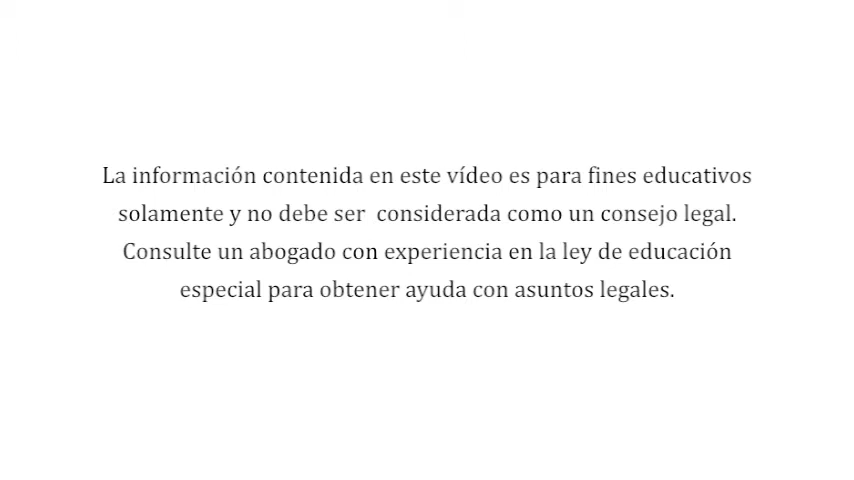 La información contenida en este vídeo es para fines educativos
solamente y no debe ser  considerada como un consejo legal.
Consulte un abogado con experiencia en la ley de educación
especial para obtener ayuda con asuntos legales.